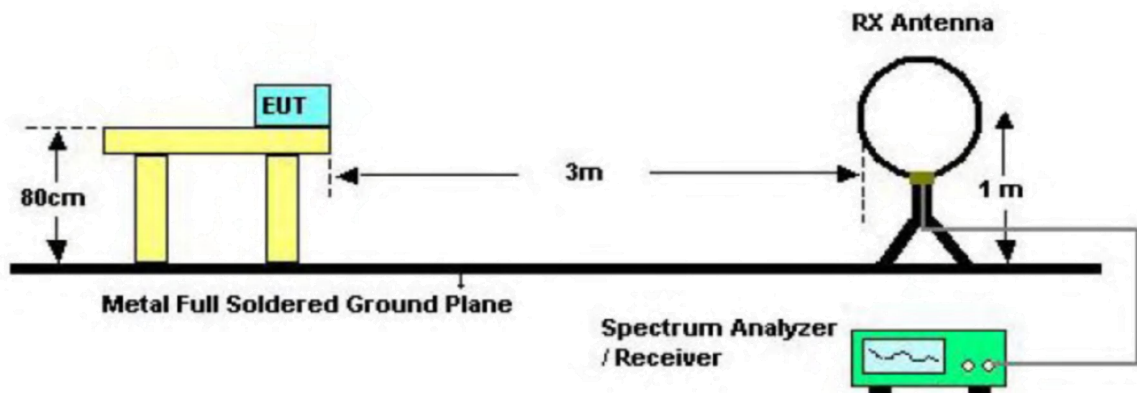 RX Antenna
EUT
80cm
3m
1 m
Metal Full Soldered Ground Plane
Spectrum Analyzer
/ Receiver